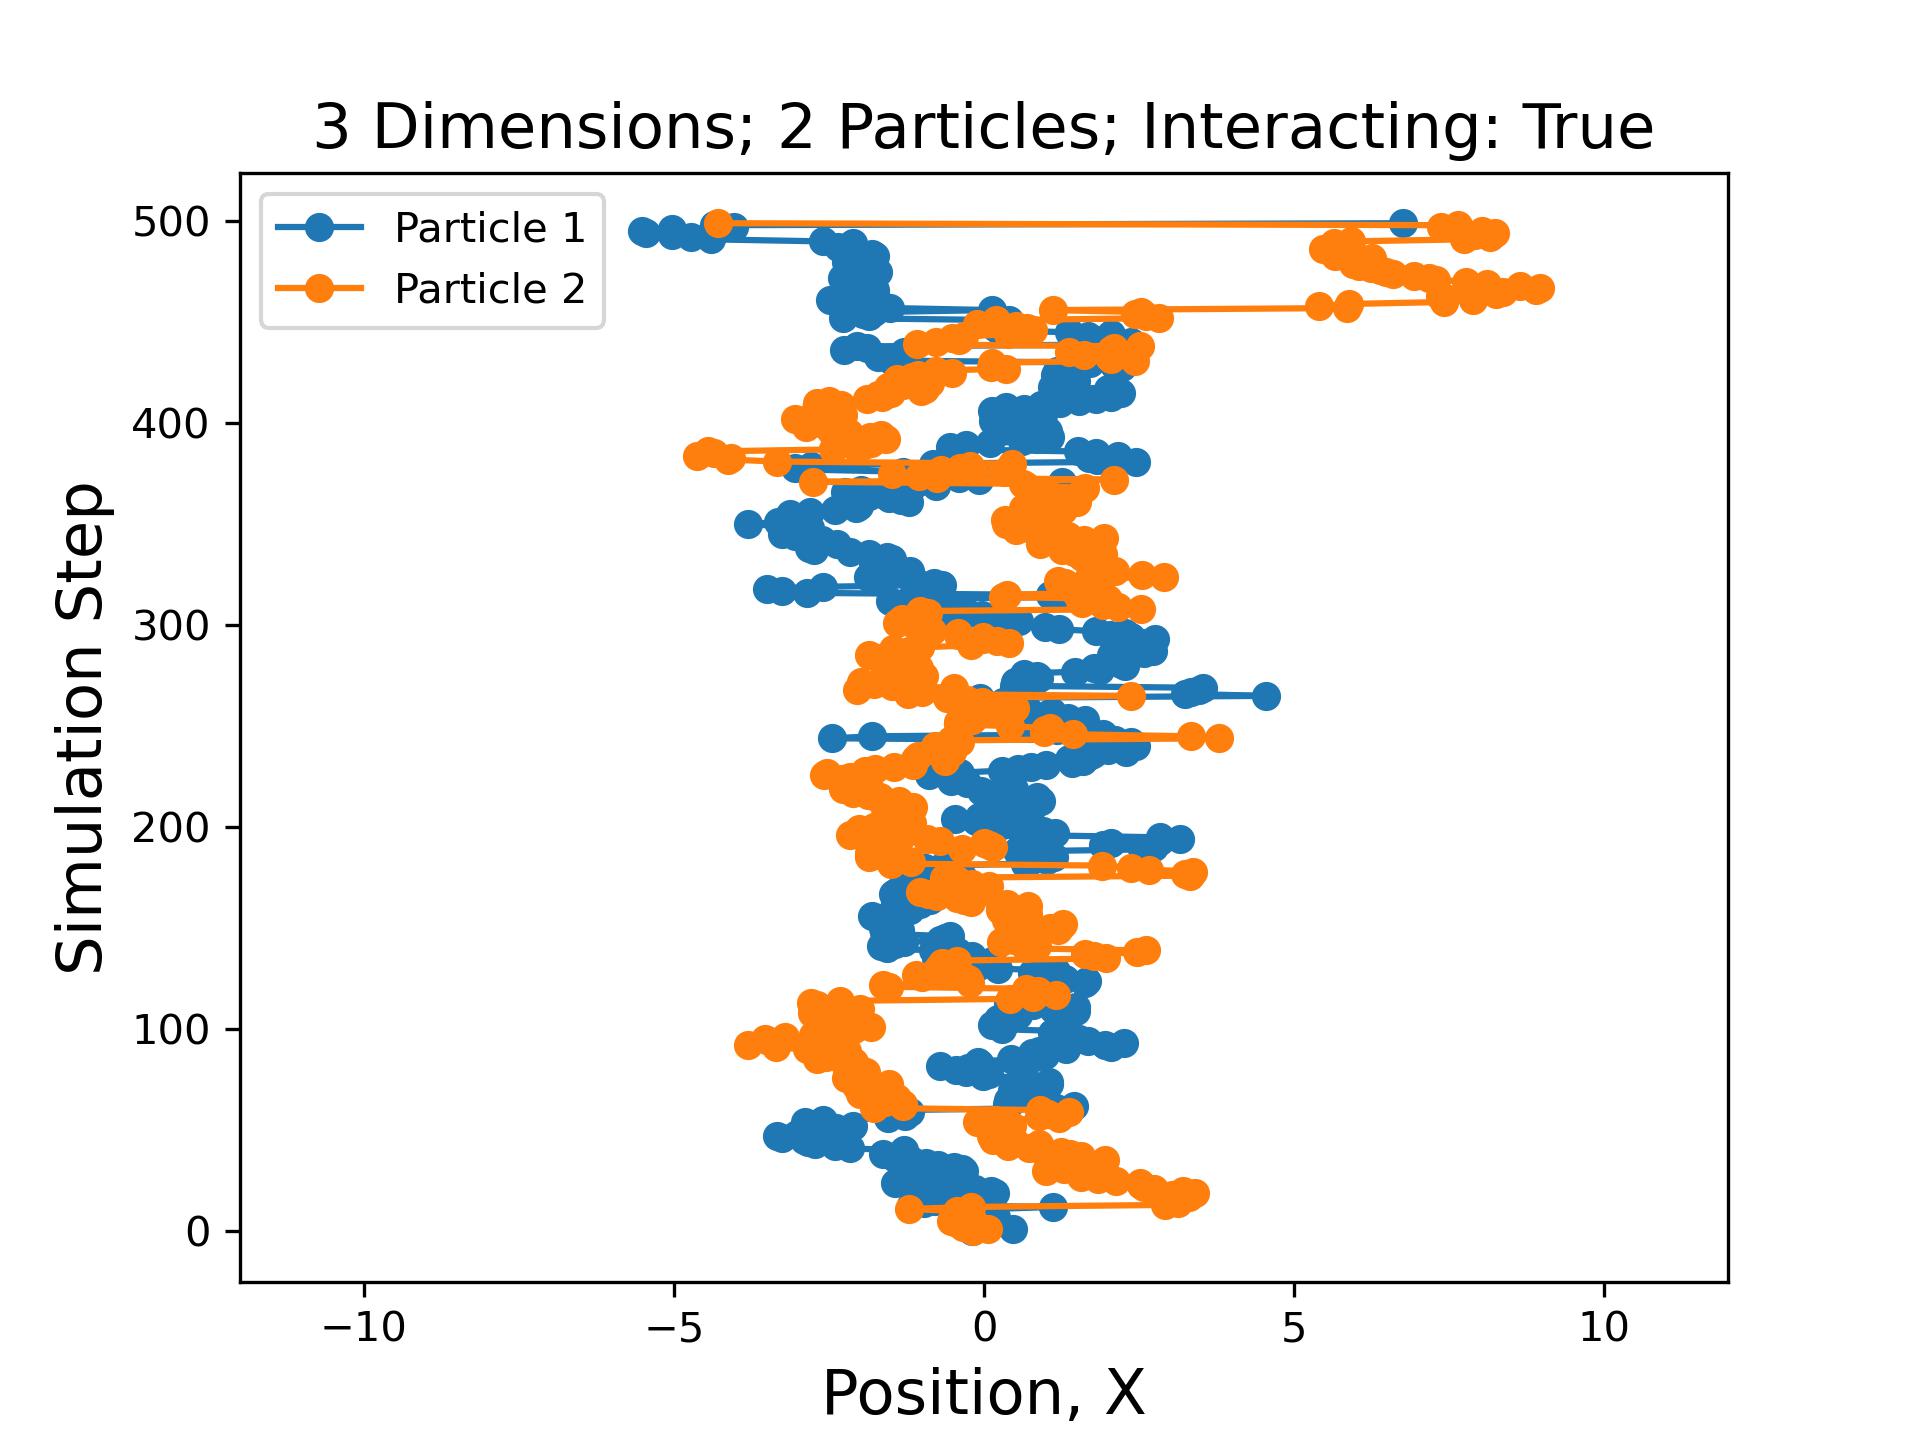 3 Dimensions; 2 Particles; Interacting: True
Particle 1
Particle 2
Simulation Step
500
400
300
200
100
0
−10
−5
0
5
10
Position, X